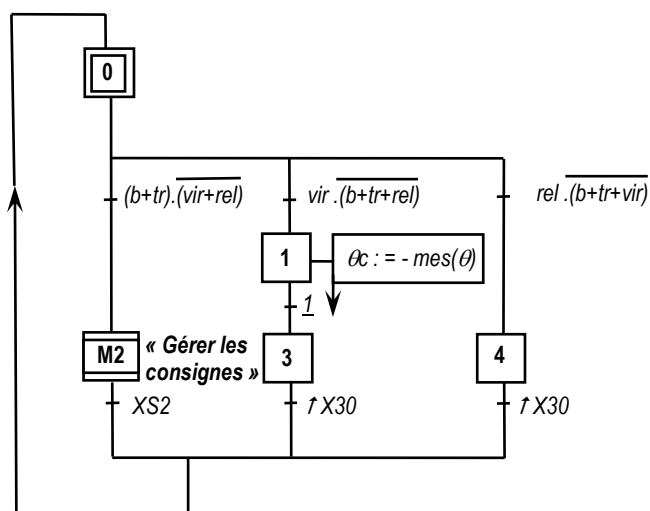 0
(b+tr).(vir+rel)
vir .(b+tr+rel)
rel .(b+tr+vir)
1
θc : = - mes(θ)
1
M2
« Gérer les
consignes »
3
4
XS2
↑X30
↑X30